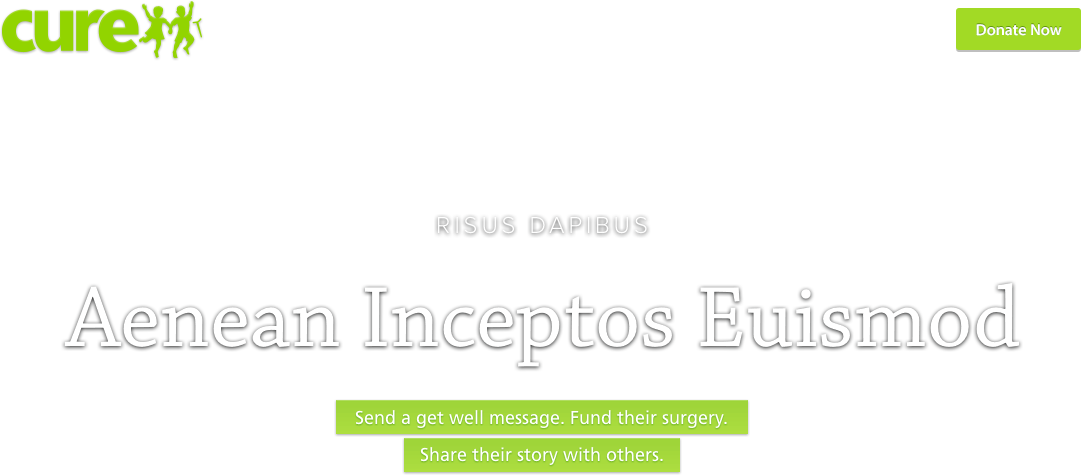 cure
Donate Now
RISUS DAPIBUS
Aenean Inceptos Euismod
Send a get well message. Fund their surgery.
Share their story with others.